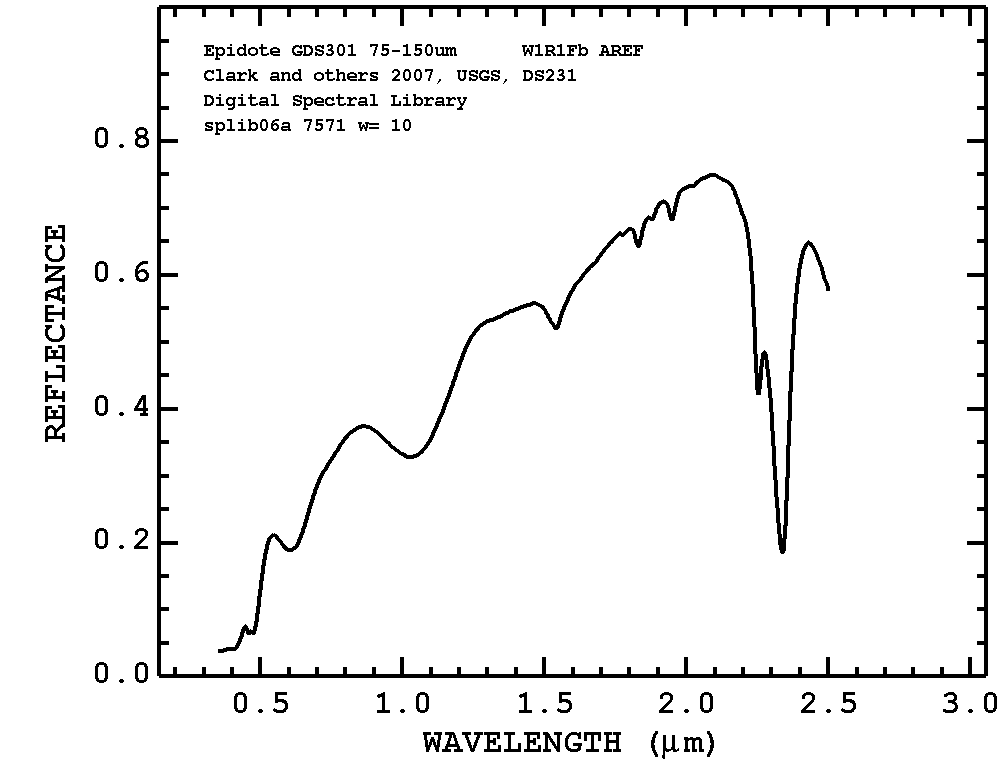 Epidote GDS301 75-150um W1R1Fb AREF
Clark and others 2007, USGS, DS231
Digital Spectral Library
splib06a 7571 w= 10
REFLECTANCE
0.8
0.6
0.4
0.2
0.0
0.5 1.0 1.5 2.0 2.5 3.0
WAVELENGTH (μm)